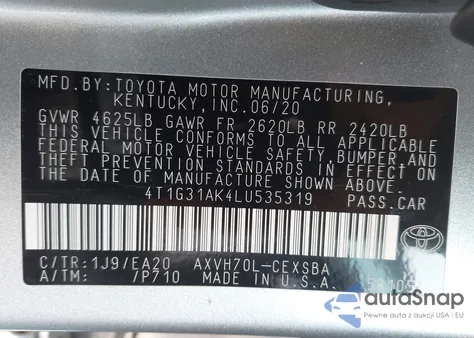 MFD.BY:TOYOTA MOTOR MANUFACTURING,
KENTUCKY,INC.06/20
GVWR 4625LB GAWR FR 2620LB RR 2420LB
THIS VEHICLE CONFORMS TO ALL APPLICABLE
FEDERAL MOTOR VEHICLE SAFETY, BUMPER, AND
THEFT PREVENTION STANDARDS IN EFFECT ON
THE DATE OF MANUFACTURE SHOWN ABOVE.
4T1G31AK4LU535319 PASS.CAR
C/TR:1J9/EA20 AXVH70L-CEXSBA
A/TM: /P710 MADE IN U.S.A.
autoSnap
Pewne auta z USA i EU